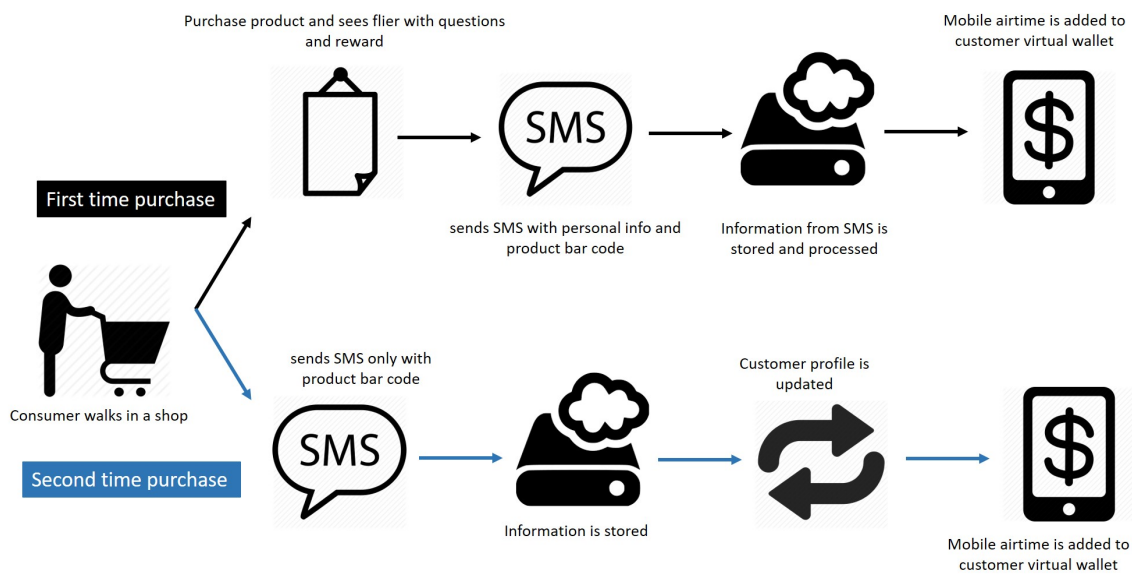 Purchase product and sees flier with questions
and reward
Mobile airtime is added to
customer virtual wallet
SMS
First time purchase
sends SMS with personal info and
product bar code
Information from SMS is
stored and processed
Consumer walks in a shop
Second time purchase
sends SMS only with
product bar code
SMS
Information is stored
Customer profile is
updated
Mobile airtime is added to
customer virtual wallet